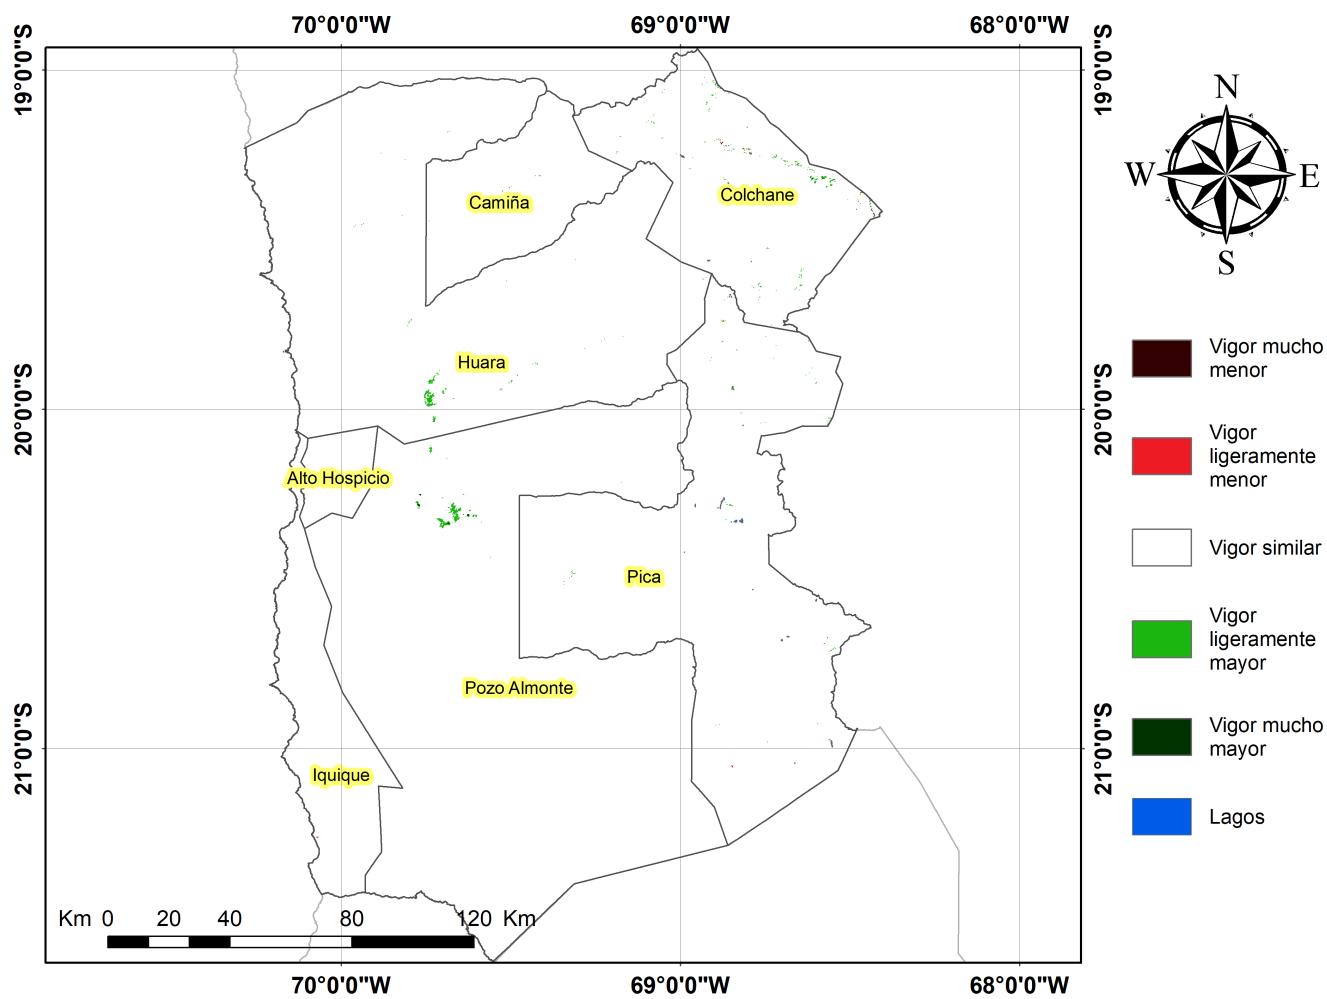 70°0'0"W
69°0'0"W
68°0'0"W
19°0'0"S
19°0'0"S
N
W
E
S
Camiña
Colchane
Vigor mucho
menor
Huara
20°0'0"S
20°0'0"S
Vigor
ligeramente
menor
Alto Hospicio
Vigor similar
Pica
Vigor
ligeramente
mayor
Pozo Almonte
21°0'0"S
21°0'0"S
Vigor mucho
mayor
Iquique
Lagos
Km 0 20 40 80 120 Km
70°0'0"W
69°0'0"W
68°0'0"W